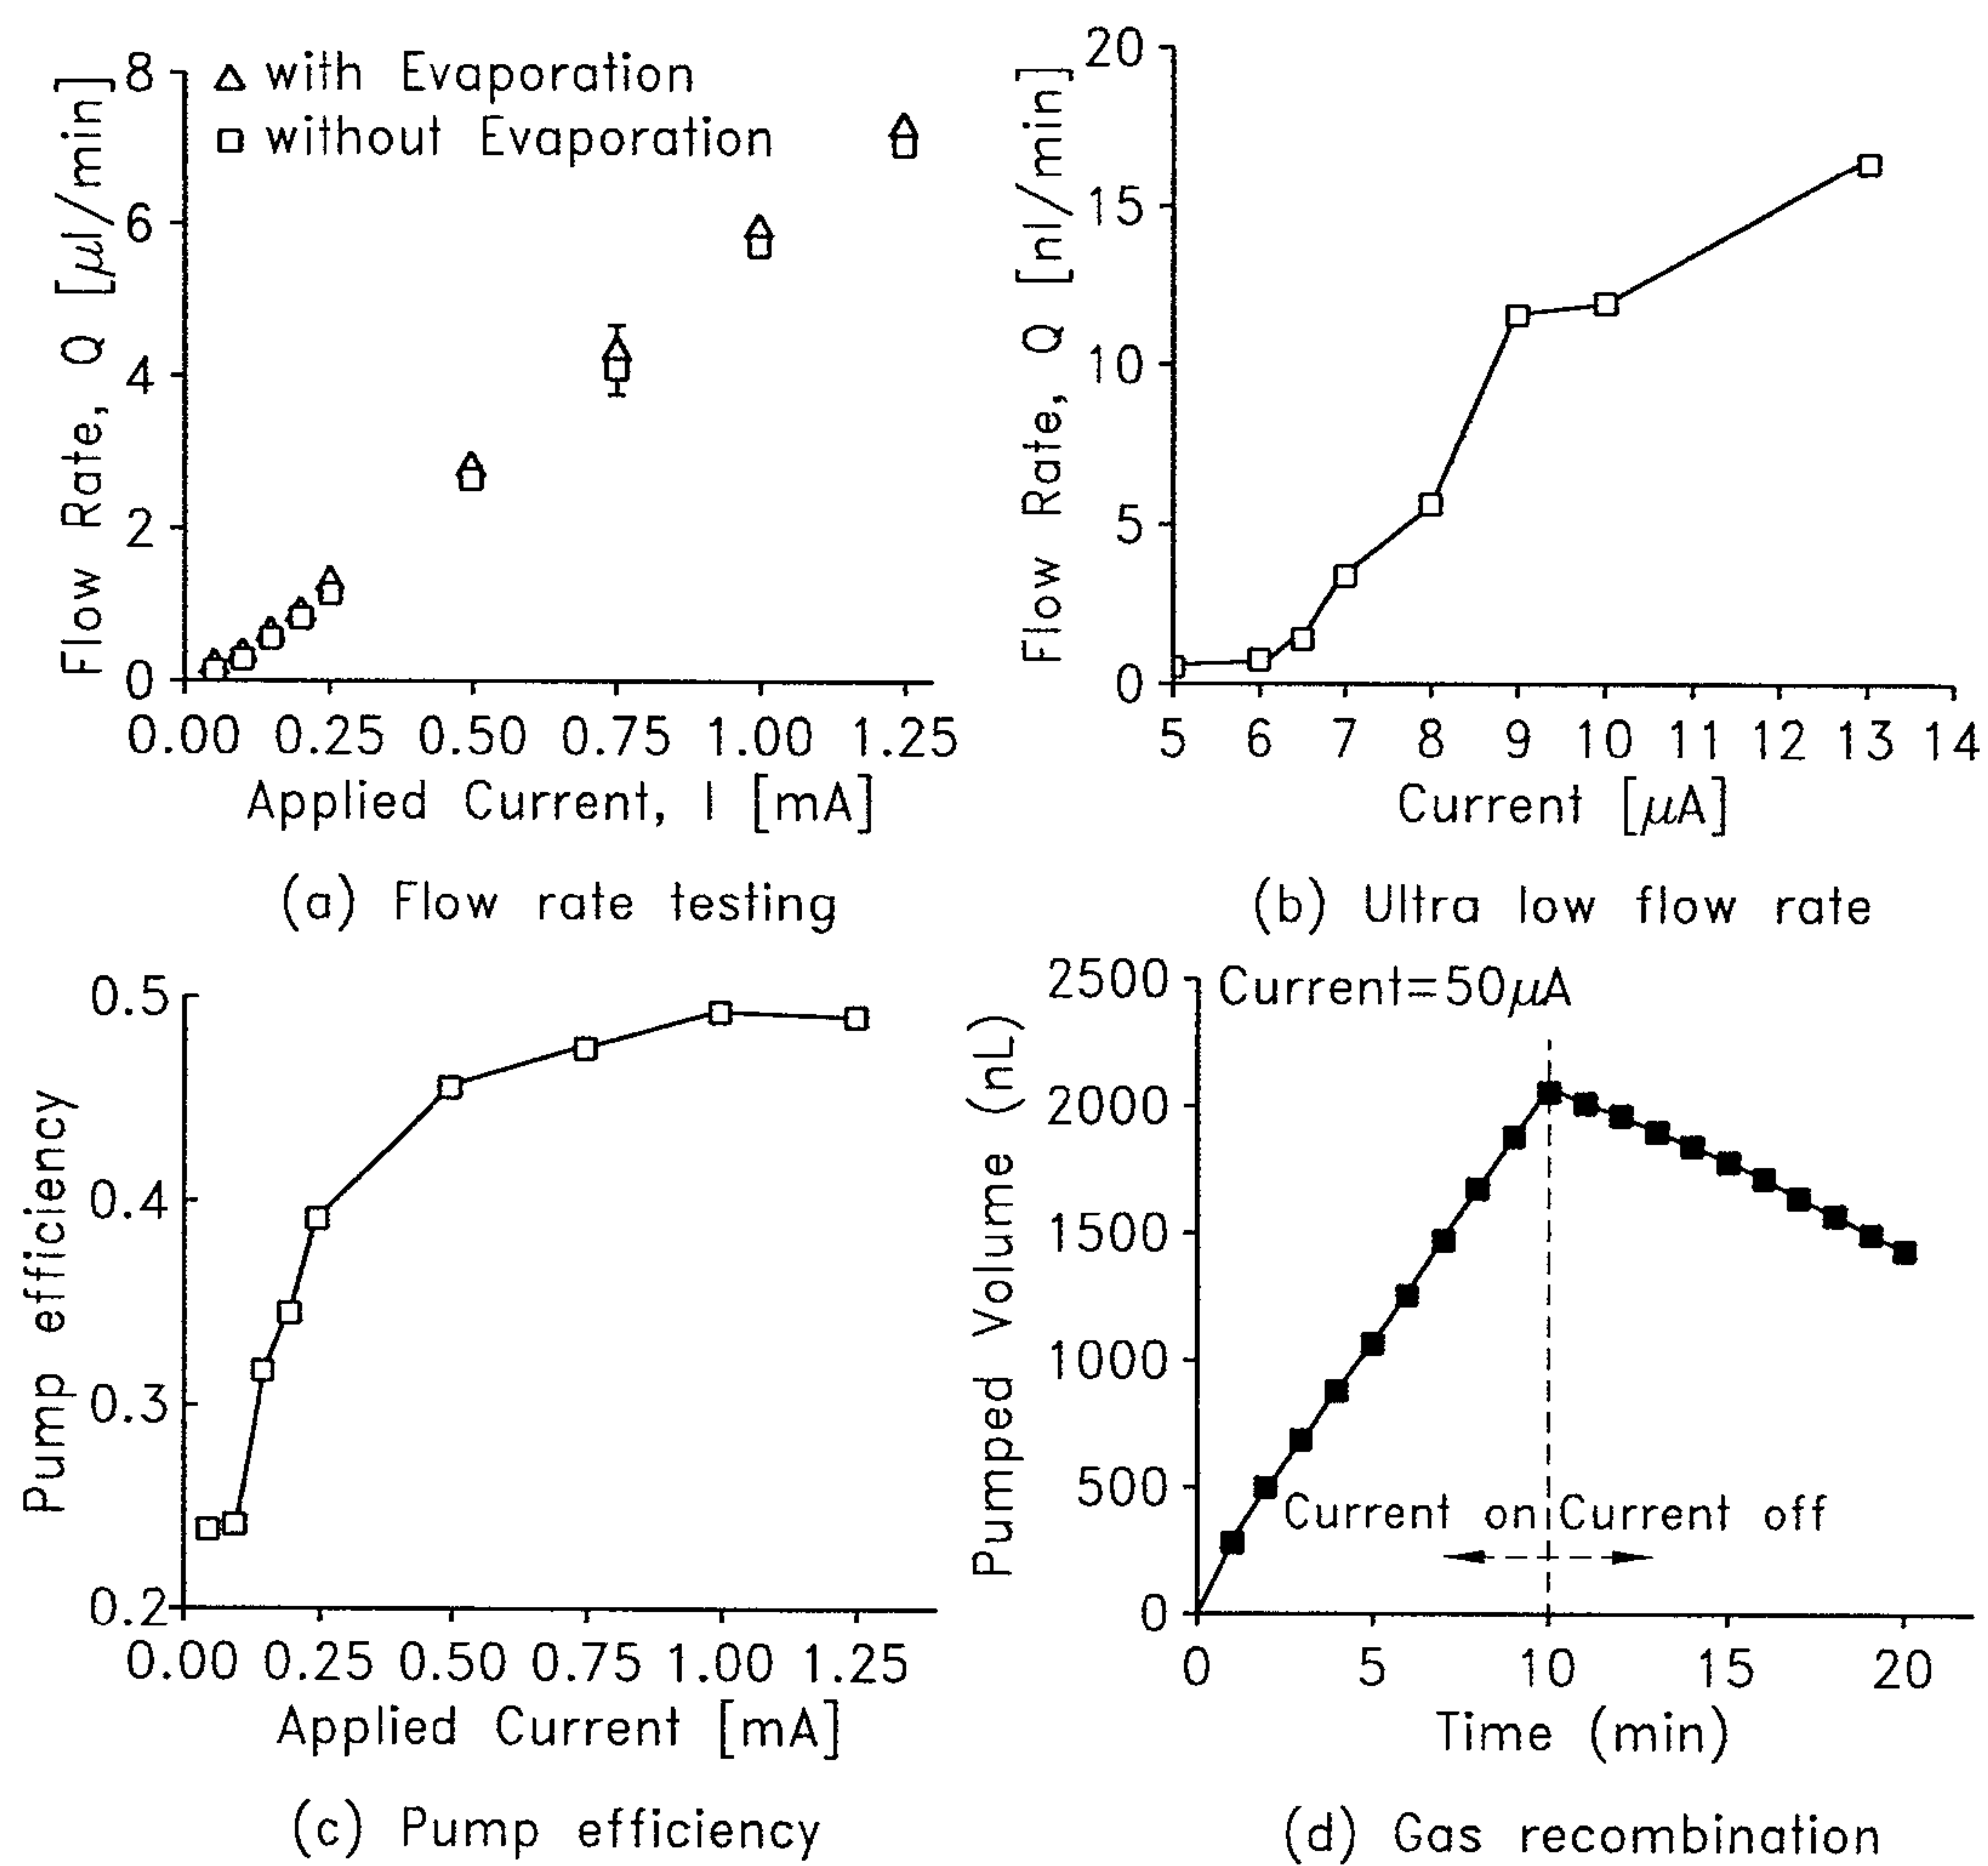 △ with Evaporation
□ without Evaporation
Flow Rate, Q [μl/min]
8
6
4
2
0
0.00 0.25 0.50 0.75 1.00 1.25
Applied Current, I [mA]
(a) Flow rate testing
Flow Rate, Q [nl/min]
20
15
10
5
0
5 6 7 8 9 10 11 12 13 14
Current [μA]
(b) Ultra low flow rate
Pump efficiency
0.5
0.4
0.3
0.2
0.00 0.25 0.50 0.75 1.00 1.25
Applied Current [mA]
(c) Pump efficiency
Current=50μA
Pumped Volume (nL)
2500
2000
1500
1000
500
0
Current on Current off
0 5 10 15 20
Time (min)
(d) Gas recombination